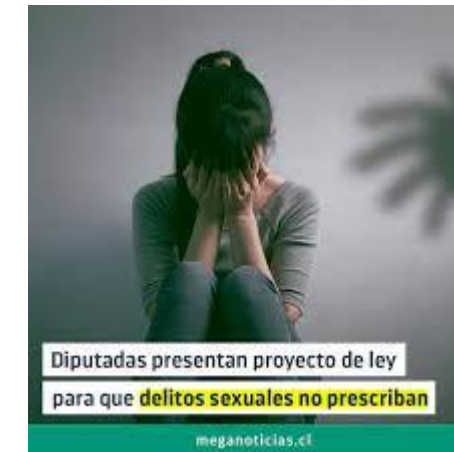 Diputadas presentan proyecto de ley
para que delitos sexuales no prescriban
meganoticias.cl